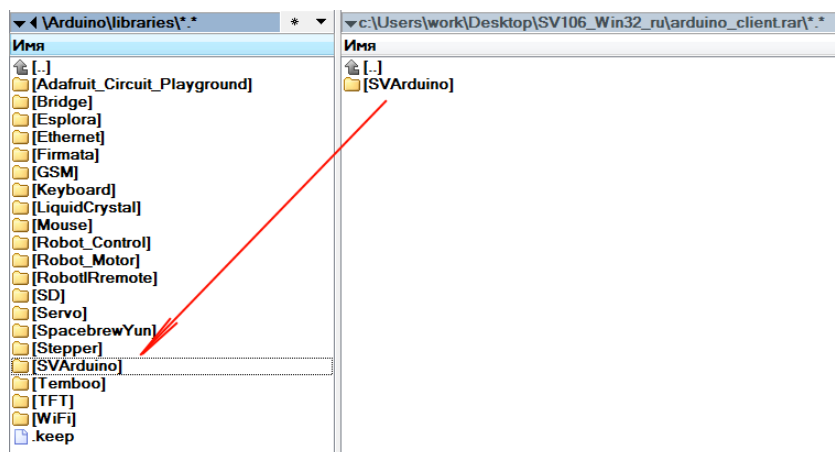 \Arduino\libraries\*.* * ▼
Имя
[..]
[Adafruit_Circuit_Playground]
[Bridge]
[Esplora]
[Ethernet]
[Firmata]
[GSM]
[Keyboard]
[LiquidCrystal]
[Mouse]
[Robot_Control]
[Robot_Motor]
[RobotIRremote]
[SD]
[Servo]
[SpacebrewYun]
[Stepper]
[SVArduino]
[Temboo]
[TFT]
[WiFi]
.keep
c:\Users\work\Desktop\SV106_Win32_ru\arduino_client.rar\*.*
Имя
[..]
[SVArduino]